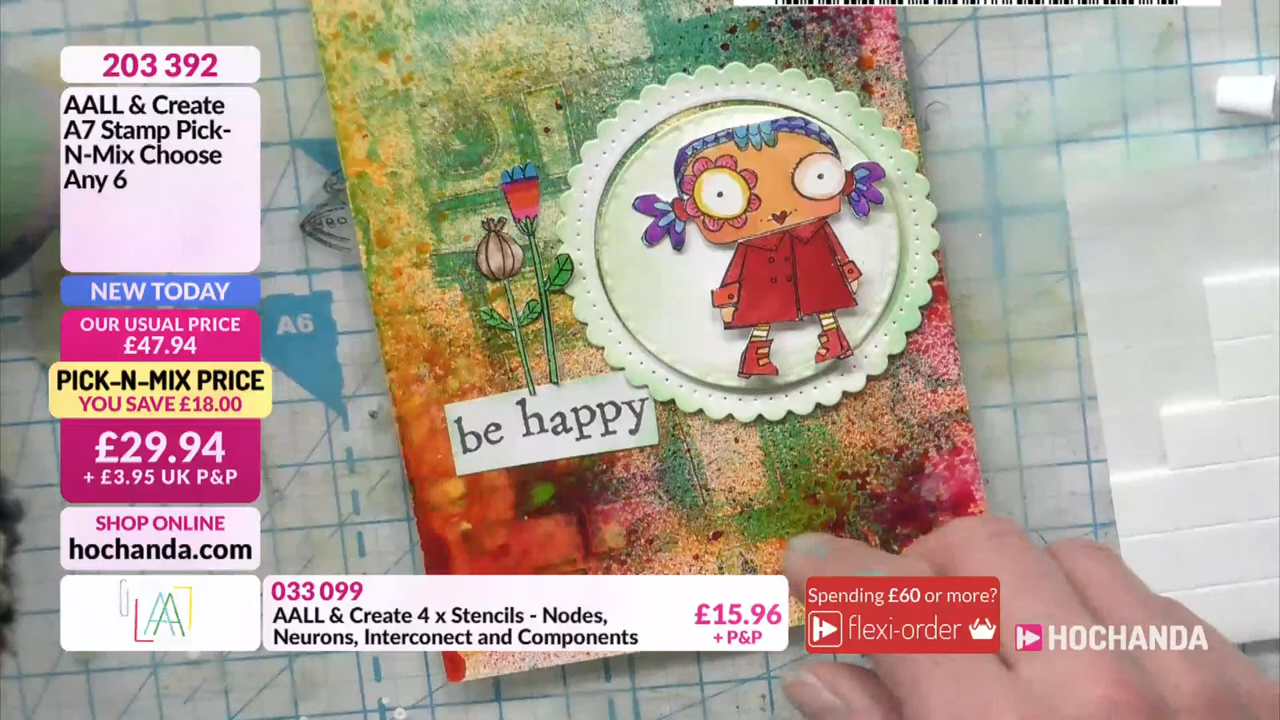 203 392
AALL & Create
A7 Stamp Pick-
N-Mix Choose
Any 6
NEW TODAY
OUR USUAL PRICE
£47.94
PICK-N-MIX PRICE
YOU SAVE £18.00
£29.94
+ £3.95 UK P&P
SHOP ONLINE
hochanda.com
A6
be happy
033 099
AALL & Create 4 x Stencils - Nodes,
Neurons, Interconect and Components
£15.96
+ P&P
Spending £60 or more?
flexi-order
HOCHANDA